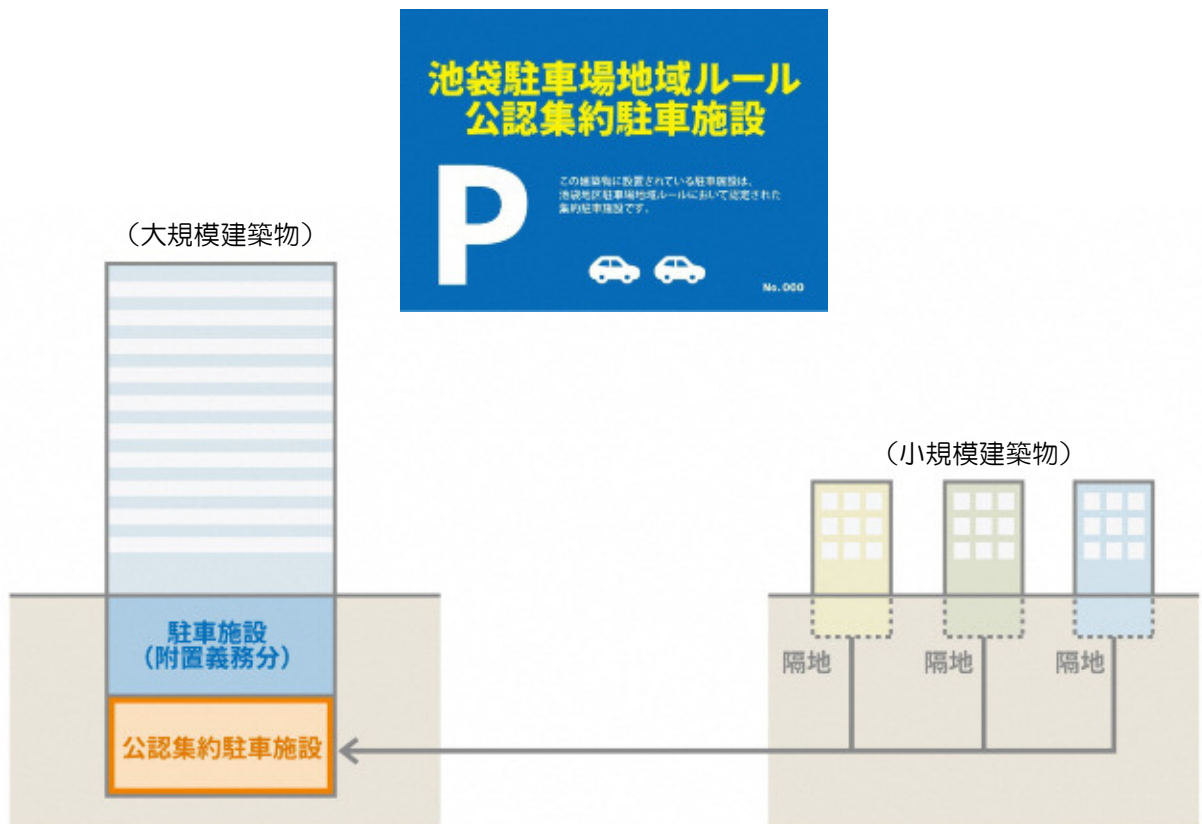 池袋駐車場地域ルール
公認集約駐車施設
P
この建築物に設置されている駐車施設は、
池袋地区駐車場地域ルールにおいて認定された
集約駐車施設です。
No.000
（大規模建築物）
（小規模建築物）
駐車施設
（附置義務分）
隔地
隔地
隔地
公認集約駐車施設